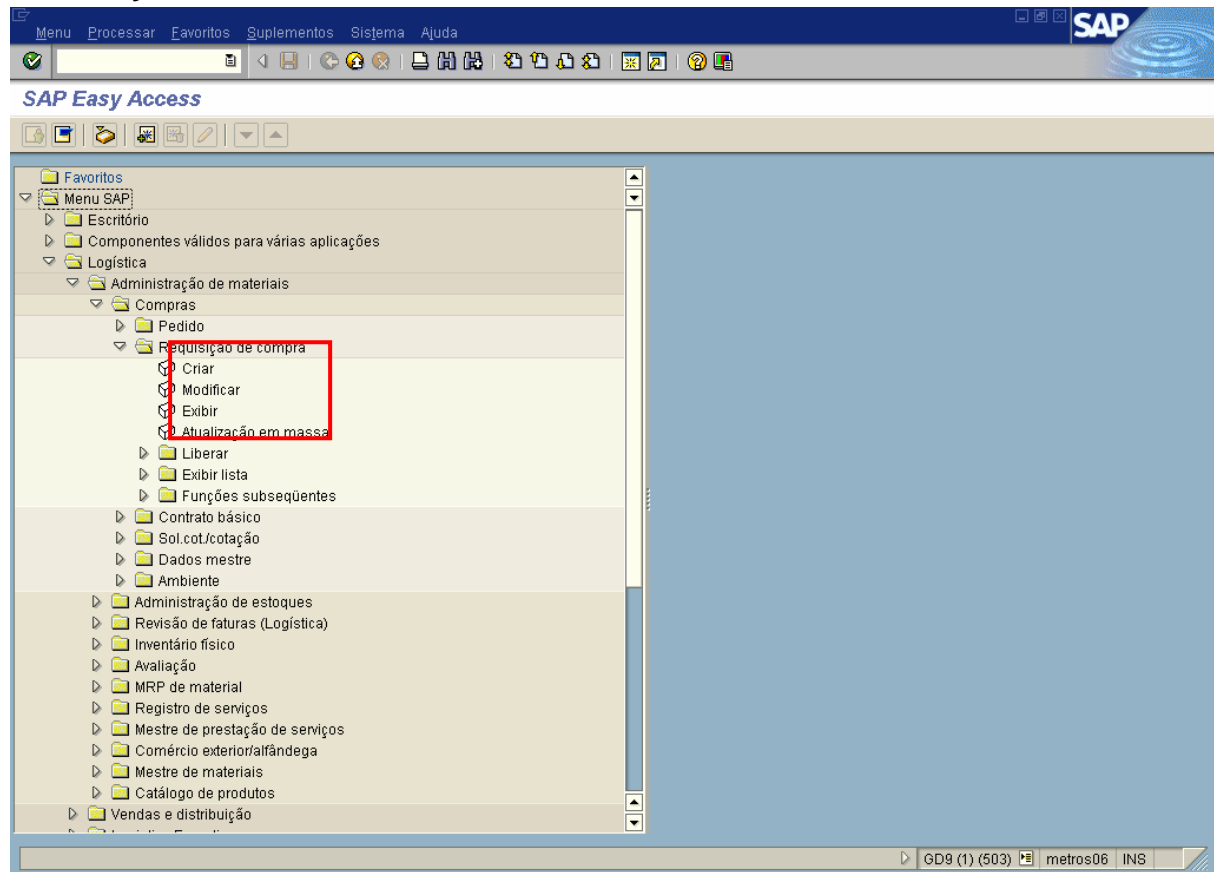 Menu Processar Favoritos Suplementos Sistema Ajuda
SAP
SAP Easy Access
Favoritos
Menu SAP
Escritório
Componentes válidos para várias aplicações
Logística
Administração de materiais
Compras
Pedido
Requisição de compra
Criar
Modificar
Exibir
Atualização em massa
Liberar
Exibir lista
Funções subseqüentes
Contrato básico
Sol.cot./cotação
Dados mestre
Ambiente
Administração de estoques
Revisão de faturas (Logística)
Inventário físico
Avaliação
MRP de material
Registro de serviços
Mestre de prestação de serviços
Comércio exterior/alfândega
Mestre de materiais
Catálogo de produtos
Vendas e distribuição
GD9 (1) (503) metros06 INS